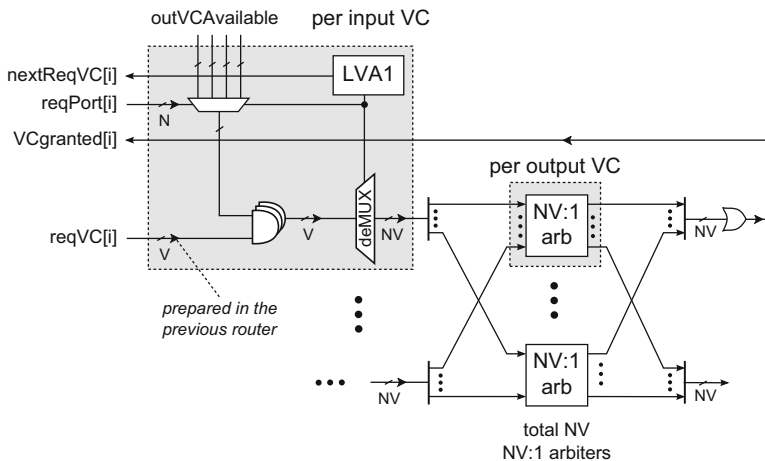 outVCAvailable
per input VC
nextReqVC[i]
LVA1
reqPort[i]
N
VCgranted[i]
per output VC
deMUX
NV:1
arb
reqVC[i]
V
V
NV
NV
prepared in the
previous router
NV:1
arb
NV
NV
total NV
NV:1 arbiters